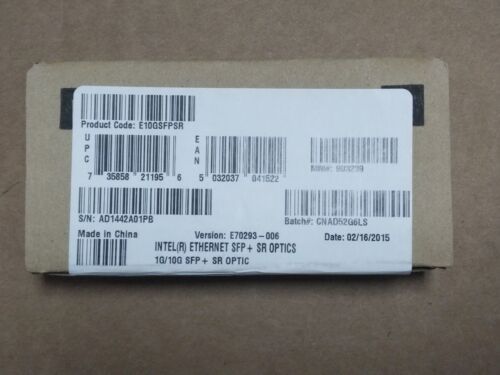 Product Code: E10GSFPSR
UPC
7 35858 21195 6
EAN
5 032037 041522
MM#: 903239
S/N: AD1442A01PB
Batch#: CNAD52G6LS
Made in China
Version: E70293-006
Date: 02/16/2015
INTEL(R) ETHERNET SFP+ SR OPTICS
1G/10G SFP+ SR OPTIC